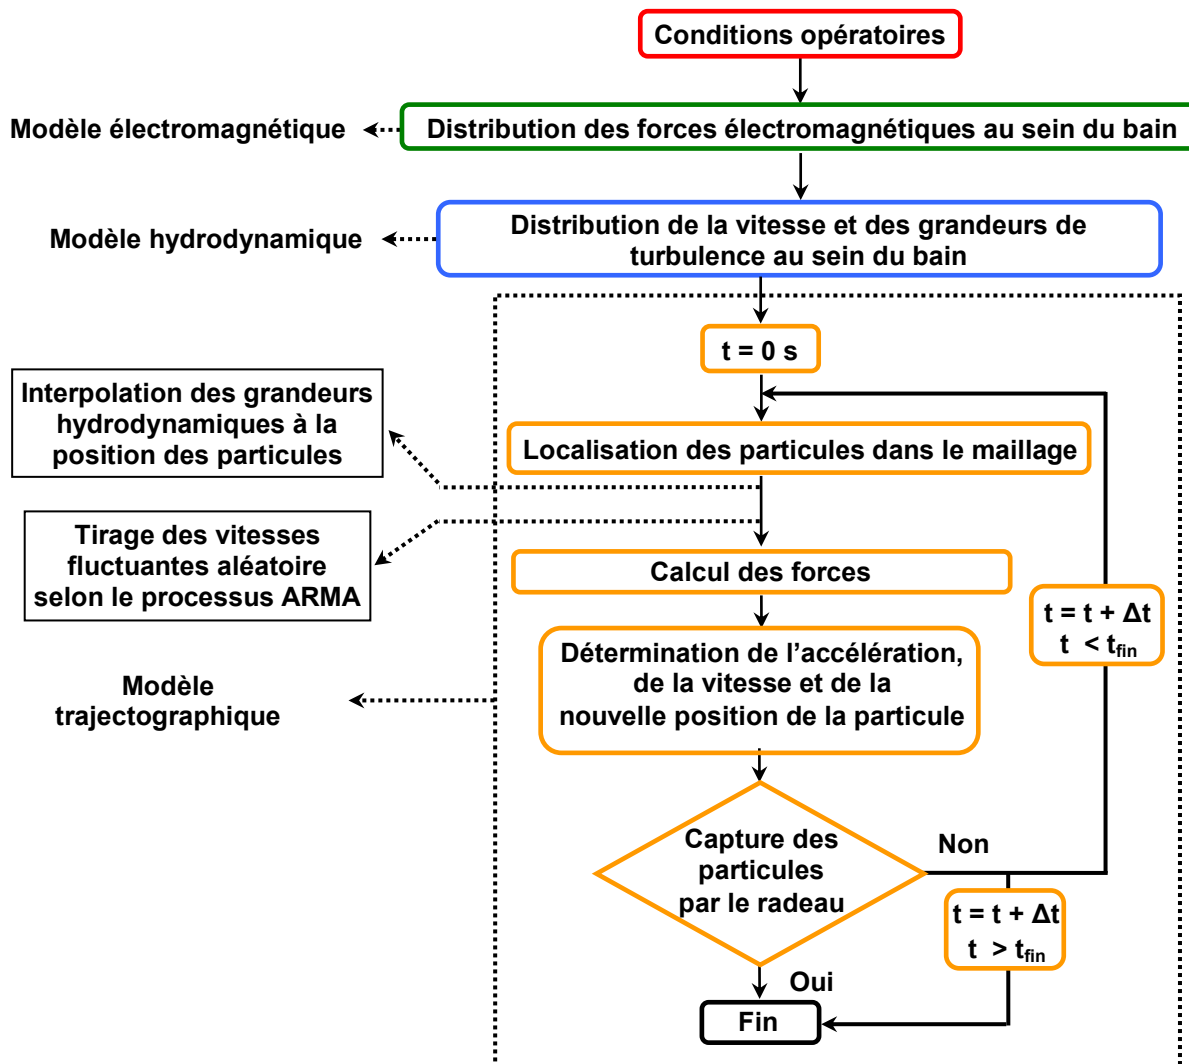 Conditions opératoires
Modèle électromagnétique
Distribution des forces électromagnétiques au sein du bain
Modèle hydrodynamique
Distribution de la vitesse et des grandeurs de
turbulence au sein du bain
t = 0 s
Interpolation des grandeurs
hydrodynamiques à la
position des particules
Localisation des particules dans le maillage
Tirage des vitesses
fluctuantes aléatoire
selon le processus ARMA
Calcul des forces
t = t + Δt
t < tfin
Détermination de l’accélération,
de la vitesse et de la
nouvelle position de la particule
Modèle
trajectographique
Capture des
particules
par le radeau
Non
t = t + Δt
t > tfin
Oui
Fin